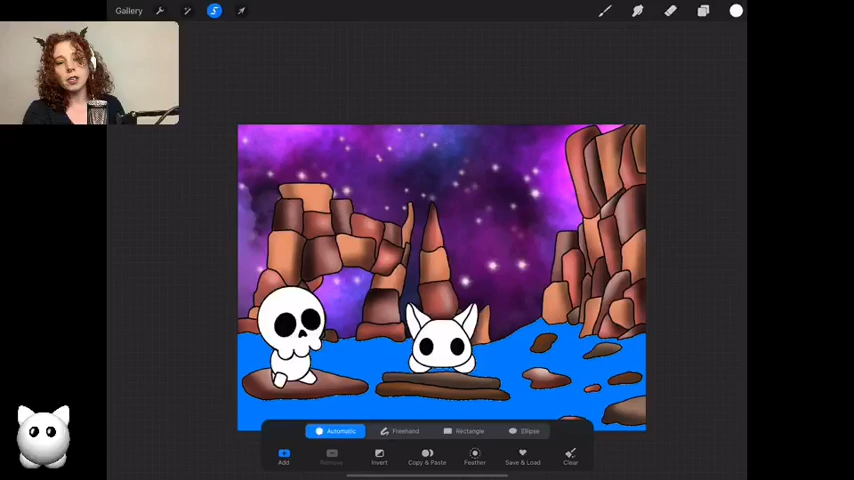 Gallery
Automatic Freehand Rectangle Ellipse
Add Remove Invert Copy & Paste Feather Save & Load Clear